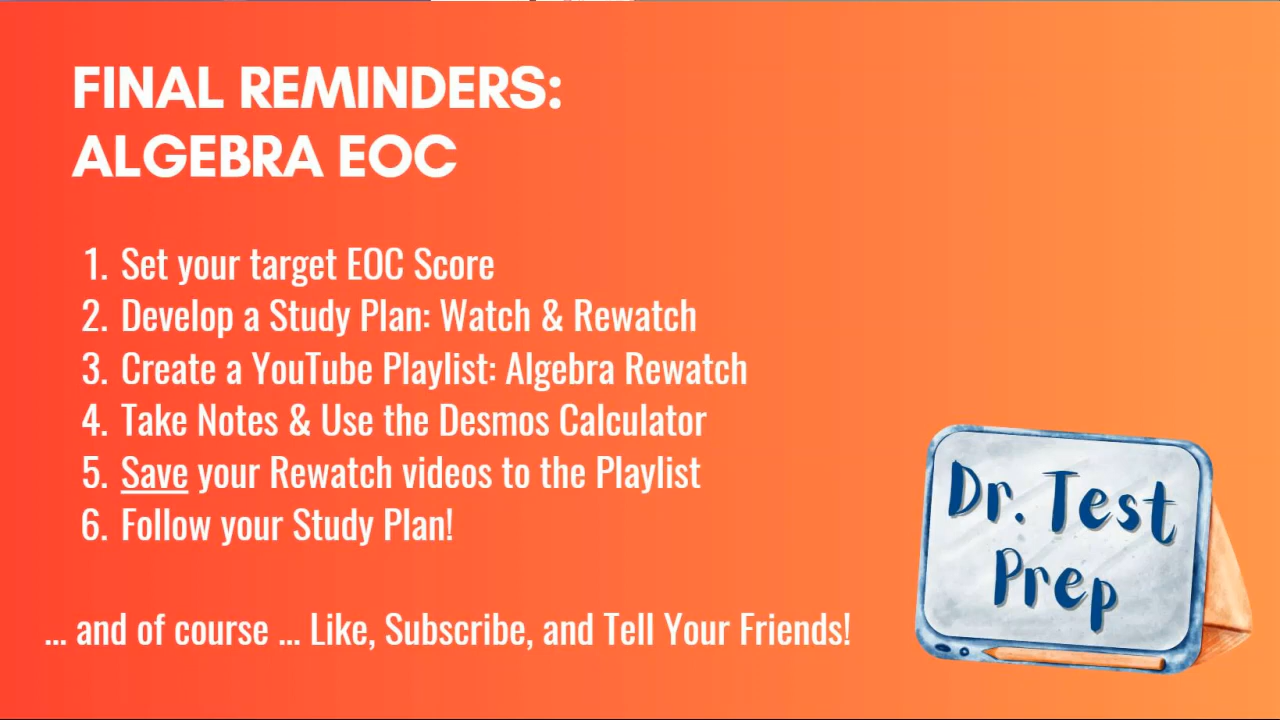 FINAL REMINDERS:
ALGEBRA EOC
1. Set your target EOC Score
2. Develop a Study Plan: Watch & Rewatch
3. Create a YouTube Playlist: Algebra Rewatch
4. Take Notes & Use the Desmos Calculator
5. Save your Rewatch videos to the Playlist
6. Follow your Study Plan!
... and of course ... Like, Subscribe, and Tell Your Friends!
Dr. Test
Prep